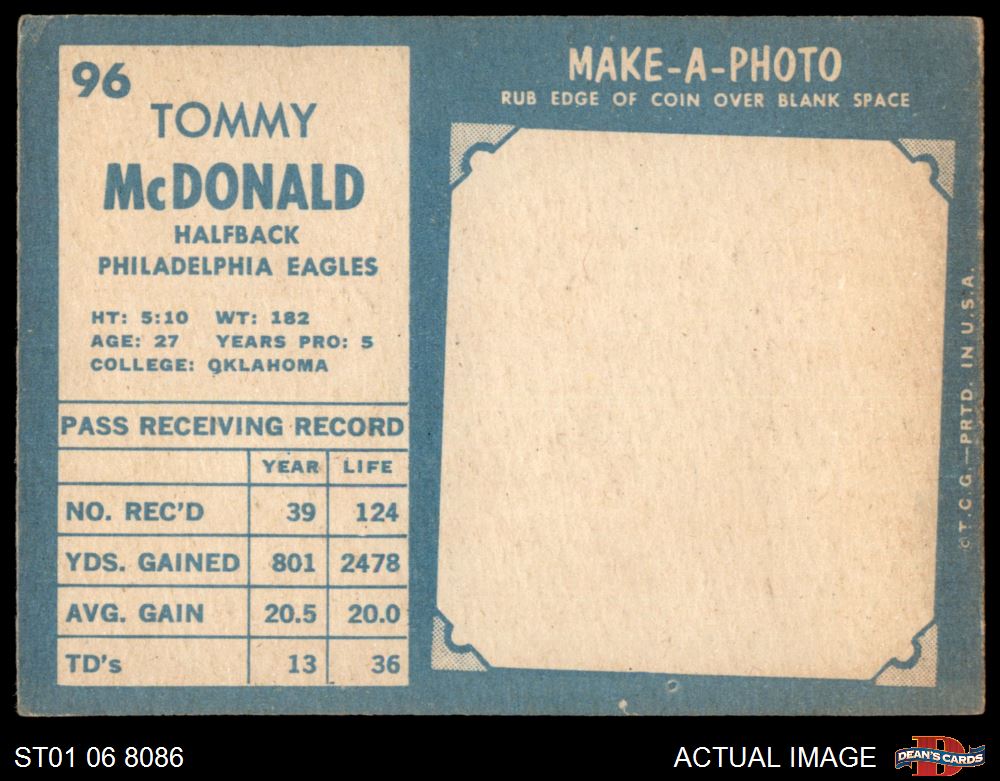 96
TOMMY
McDONALD
HALFBACK
PHILADELPHIA EAGLES
HT: 5:10 WT: 182
AGE: 27 YEARS PRO: 5
COLLEGE: OKLAHOMA
PASS RECEIVING RECORD
YEAR LIFE
NO. REC'D 39 124
YDS. GAINED 801 2478
AVG. GAIN 20.5 20.0
TD's 13 36
MAKE-A-PHOTO
RUB EDGE OF COIN OVER BLANK SPACE
©T.C.G.—PRTD. IN U.S.A.
ST01 06 8086
ACTUAL IMAGE
D
DEAN'S CARDS